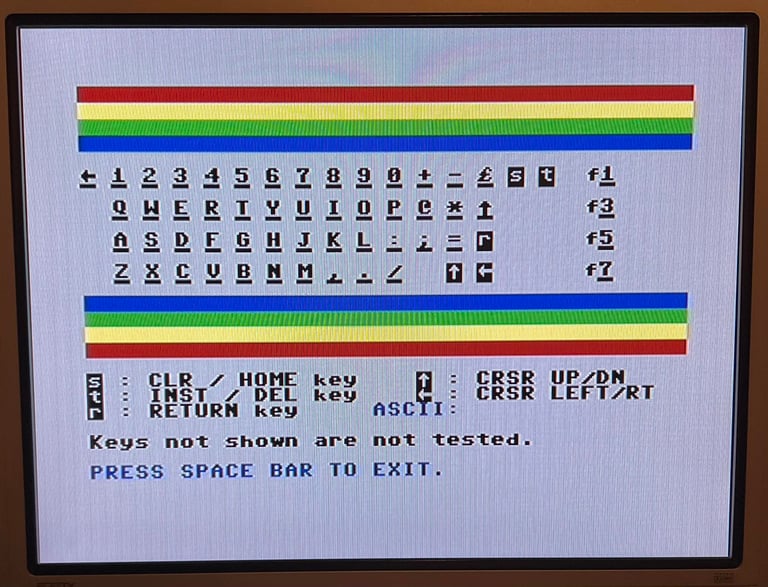 ← 1 2 3 4 5 6 7 8 9 0 + - £ s t f1
Q W E R T Y U I O P @ * ↑ f3
A S D F G H J K L : ; = r f5
Z X C V B N M , . / ↑ ← f7
s : CLR / HOME key ↑ : CRSR UP/DN
t : INST / DEL key ← : CRSR LEFT/RT
r : RETURN key ASCII:
Keys not shown are not tested.
PRESS SPACE BAR TO EXIT.